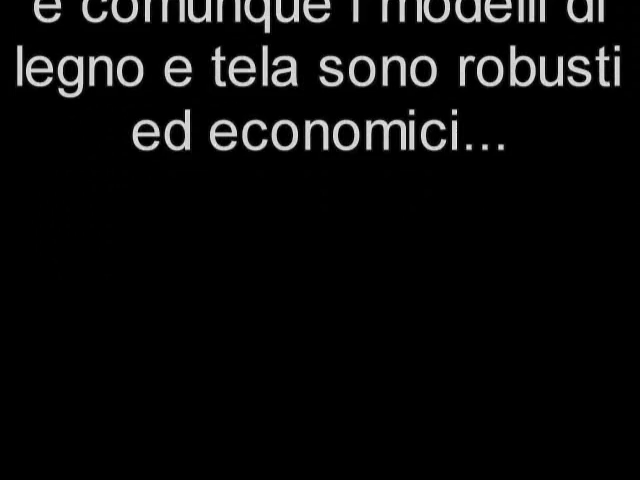 e comunque i modelli di
legno e tela sono robusti
ed economici...